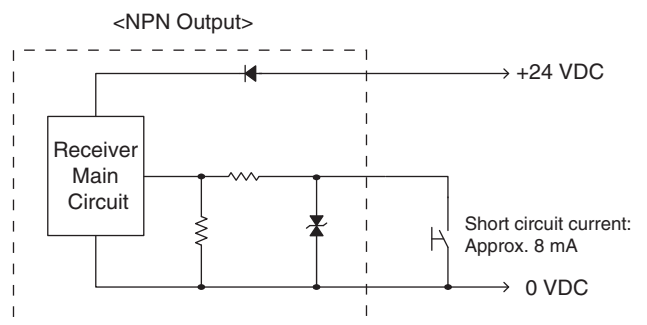 <NPN Output>
+24 VDC
Receiver
Main
Circuit
Short circuit current:
Approx. 8 mA
0 VDC